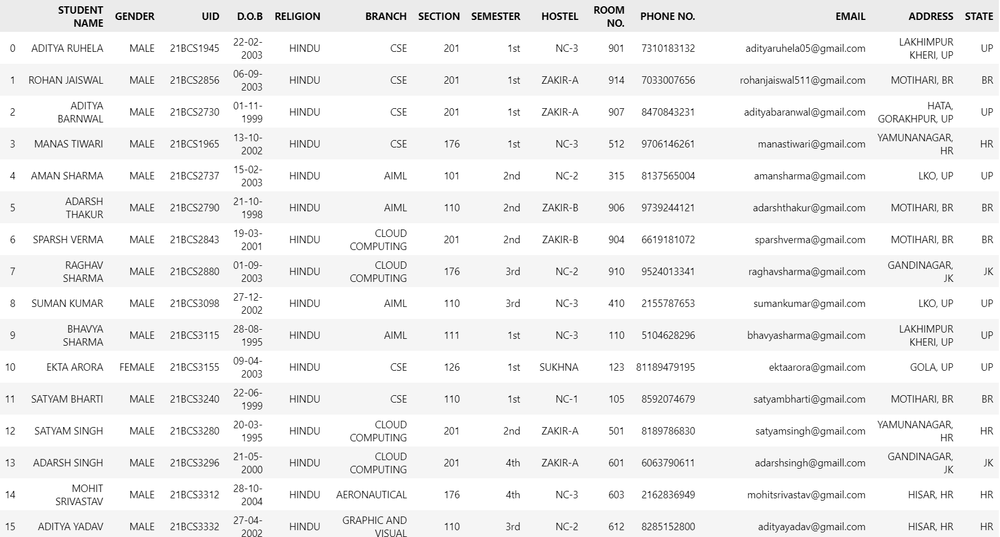 STUDENT NAME GENDER UID D.O.B RELIGION BRANCH SECTION SEMESTER HOSTEL ROOM NO. PHONE NO. EMAIL ADDRESS STATE
0 ADITYA RUHELA MALE 21BCS1945 22-02-2003 HINDU CSE 201 1st NC-3 901 7310183132 adityaruhela05@gmail.com LAKHIMPUR KHERI, UP UP
1 ROHAN JAISWAL MALE 21BCS2856 06-09-2003 HINDU CSE 201 1st ZAKIR-A 914 7033007656 rohanjaiswal511@gmail.com MOTIHARI, BR BR
2 ADITYA BARNWAL MALE 21BCS2730 01-11-1999 HINDU CSE 201 1st ZAKIR-A 907 8470843231 adityabaranwal@gmail.com HATA, GORAKHPUR, UP UP
3 MANAS TIWARI MALE 21BCS1965 13-10-2002 HINDU CSE 176 1st NC-3 512 9706146261 manastiwari@gmail.com YAMUNANAGAR, HR HR
4 AMAN SHARMA MALE 21BCS2737 15-02-2003 HINDU AIML 101 2nd NC-2 315 8137565004 amansharma@gmail.com LKO, UP UP
5 ADARSH THAKUR MALE 21BCS2790 21-10-1998 HINDU AIML 110 2nd ZAKIR-B 906 9739244121 adarshthakur@gmail.com MOTIHARI, BR BR
6 SPARSH VERMA MALE 21BCS2843 19-03-2001 HINDU CLOUD COMPUTING 201 2nd ZAKIR-B 904 6619181072 sparshverma@gmail.com MOTIHARI, BR BR
7 RAGHAV SHARMA MALE 21BCS2880 01-09-2003 HINDU CLOUD COMPUTING 176 3rd NC-2 910 9524013341 raghavsharma@gmail.com GANDINAGAR, JK JK
8 SUMAN KUMAR MALE 21BCS3098 27-12-2002 HINDU AIML 110 3rd NC-3 410 2155787653 sumankumar@gmail.com LKO, UP UP
9 BHAVYA SHARMA MALE 21BCS3115 28-08-1995 HINDU AIML 111 1st NC-3 110 5104628296 bhavyasharma@gmail.com LAKHIMPUR KHERI, UP UP
10 EKTA ARORA FEMALE 21BCS3155 09-04-2003 HINDU CSE 126 1st SUKHNA 123 81189479195 ektaarora@gmail.com GOLA, UP UP
11 SATYAM BHARTI MALE 21BCS3240 22-06-1999 HINDU CSE 110 1st NC-1 105 8592074679 satyambharti@gmail.com MOTIHARI, BR BR
12 SATYAM SINGH MALE 21BCS3280 20-03-1995 HINDU CLOUD COMPUTING 201 2nd ZAKIR-A 501 8189786830 satyamsingh@gmail.com YAMUNANAGAR, HR HR
13 ADARSH SINGH MALE 21BCS3296 21-05-2000 HINDU CLOUD COMPUTING 201 4th ZAKIR-A 601 6063790611 adarshsingh@gmaill.com GANDINAGAR, JK JK
14 MOHIT SRIVASTAV MALE 21BCS3312 28-10-2004 HINDU AERONAUTICAL 176 4th NC-3 603 2162836949 mohitsrivastav@gmail.com HISAR, HR HR
15 ADITYA YADAV MALE 21BCS3332 27-04-2002 HINDU GRAPHIC AND VISUAL 110 3rd NC-2 612 8285152800 adityayadav@gmail.com HISAR, HR HR